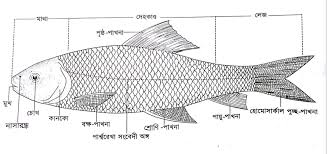 মাথা
দেহকান্ড
লেজ
পৃষ্ঠ-পাখনা
মুখ
চোখ
নাসারন্ধ্র
কানকো
বক্ষ-পাখনা
পার্শ্বরেখা সংবেদী অঙ্গ
শ্রোণি-পাখনা
পায়ু-পাখনা
হোমোসার্কাল পুচ্ছ-পাখনা